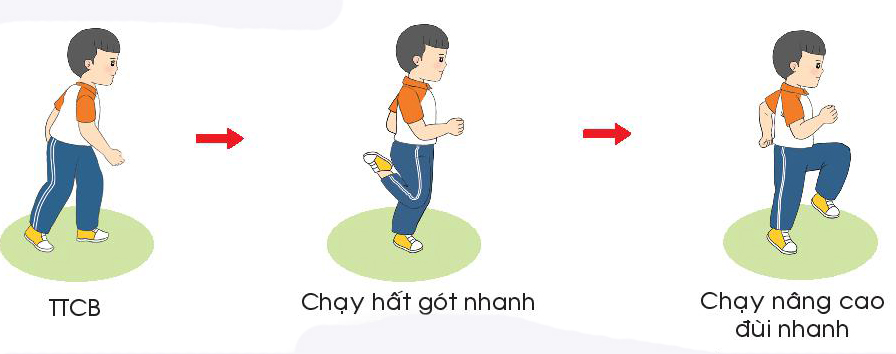 TTCB
Chạy hất gót nhanh
Chạy nâng cao
đùi nhanh